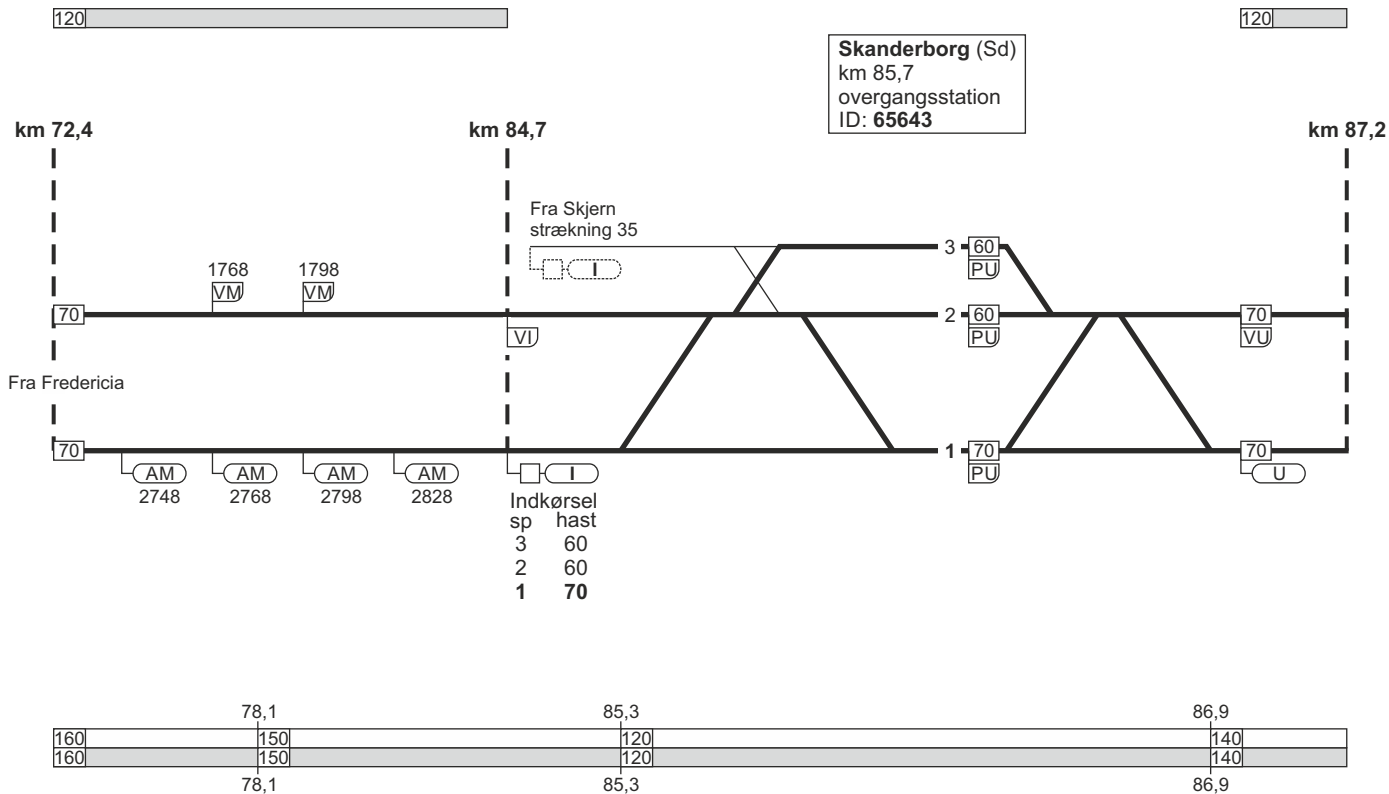 120
120
Skanderborg (Sd)
km 85,7
overgangsstation
ID: 65643
km 72,4
km 84,7
km 87,2
Fra Skjern
strækning 35
I
3 60
PU
1768
VM
1798
VM
70
VI
2 60
PU
70
VU
Fra Fredericia
70
AM
2748
AM
2768
AM
2798
AM
2828
I
1 70
PU
70
U
Indkørsel
sp hast
3 60
2 60
1 70
78,1 85,3 86,9
160 150 120 140
160 150 120 140
78,1 85,3 86,9